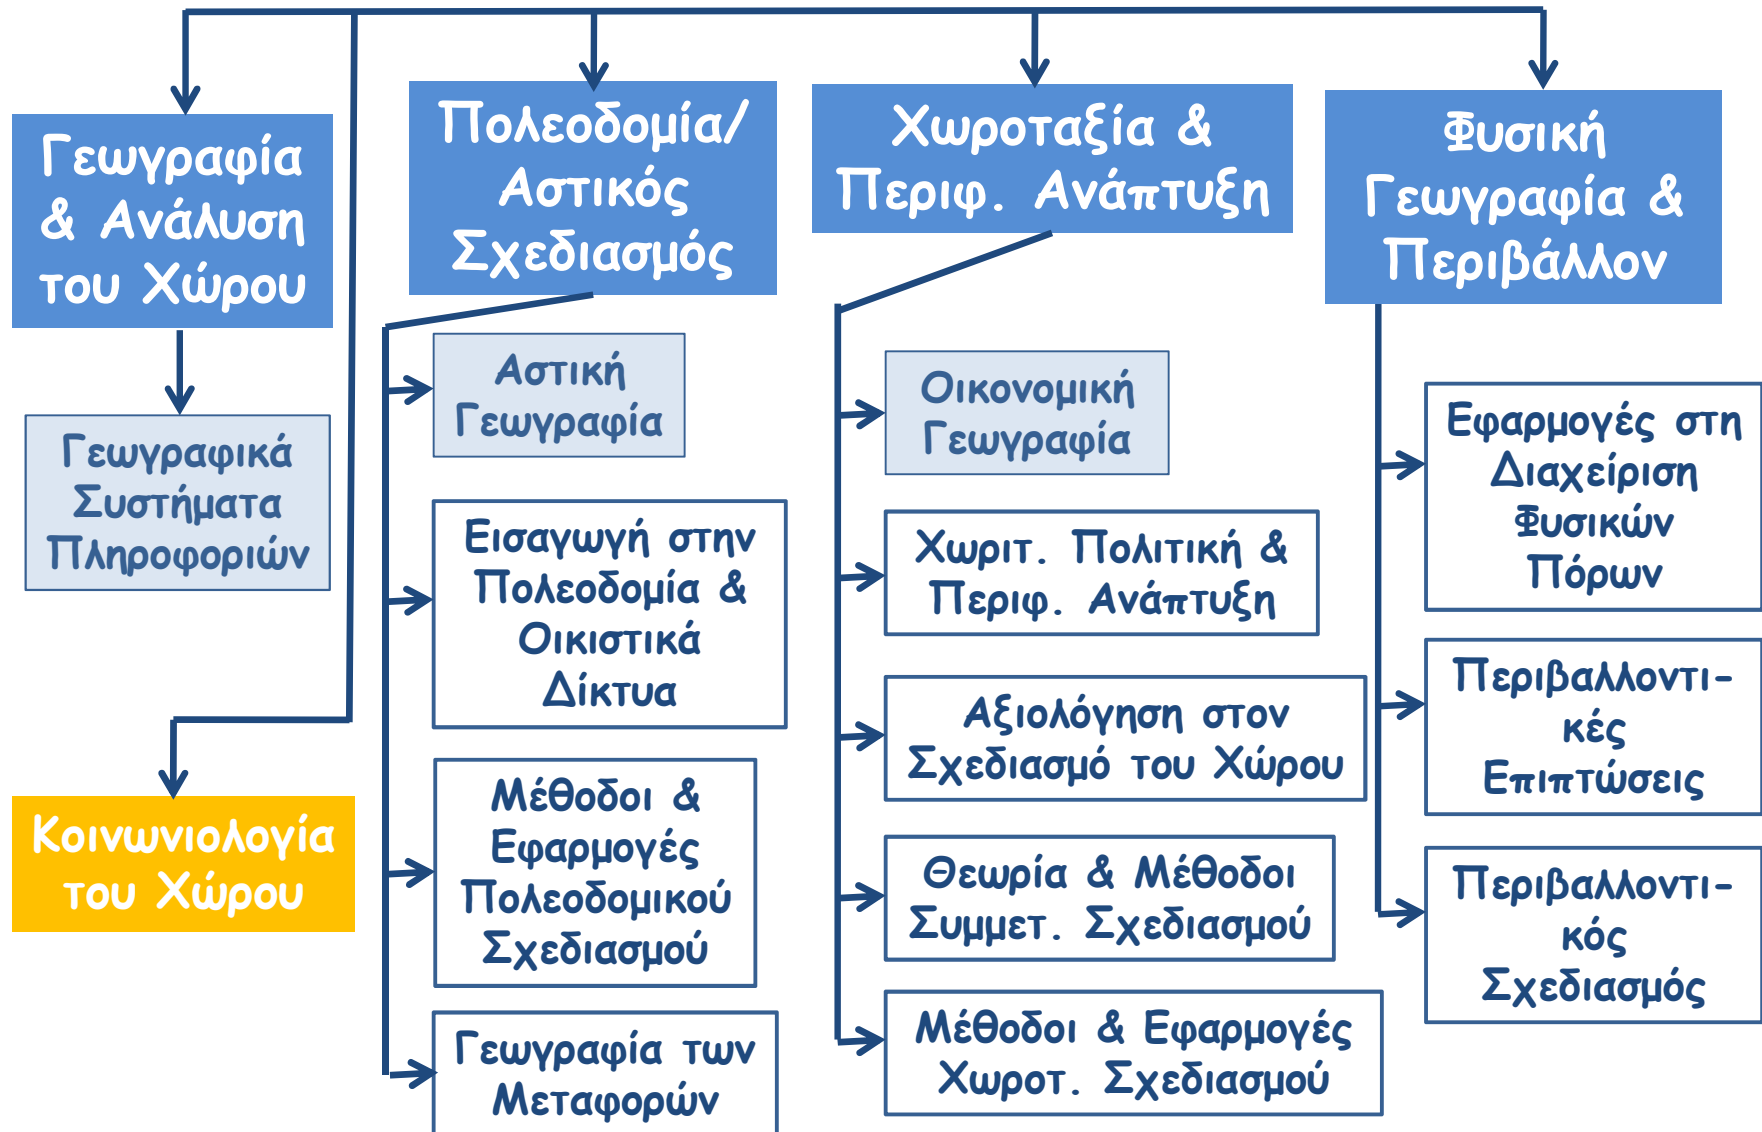 Γεωγραφία
& Ανάλυση
του Χώρου
Γεωγραφικά
Συστήματα
Πληροφοριών
Κοινωνιολογία
του Χώρου
Πολεοδομία/
Αστικός
Σχεδιασμός
Αστική
Γεωγραφία
Εισαγωγή στην
Πολεοδομία &
Οικιστικά
Δίκτυα
Μέθοδοι &
Εφαρμογές
Πολεοδομικού
Σχεδιασμού
Γεωγραφία των
Μεταφορών
Χωροταξία &
Περιφ. Ανάπτυξη
Οικονομική
Γεωγραφία
Χωριτ. Πολιτική &
Περιφ. Ανάπτυξη
Αξιολόγηση στον
Σχεδιασμό του Χώρου
Θεωρία & Μέθοδοι
Συμμετ. Σχεδιασμού
Μέθοδοι & Εφαρμογές
Χωροτ. Σχεδιασμού
Φυσική
Γεωγραφία &
Περιβάλλον
Εφαρμογές στη
Διαχείριση
Φυσικών
Πόρων
Περιβαλλοντι-
κές
Επιπτώσεις
Περιβαλλοντι-
κός
Σχεδιασμός